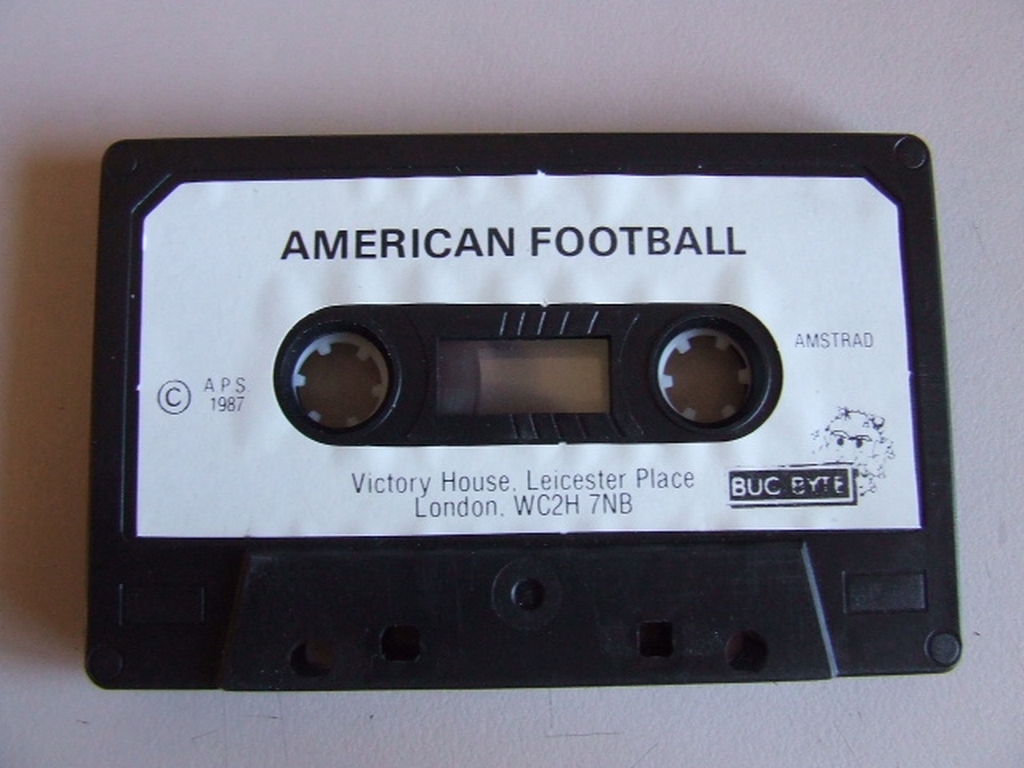 AMERICAN FOOTBALL
AMSTRAD
© A.P.S.
1987
Victory House, Leicester Place
London. WC2H 7NB
BUG BYTE